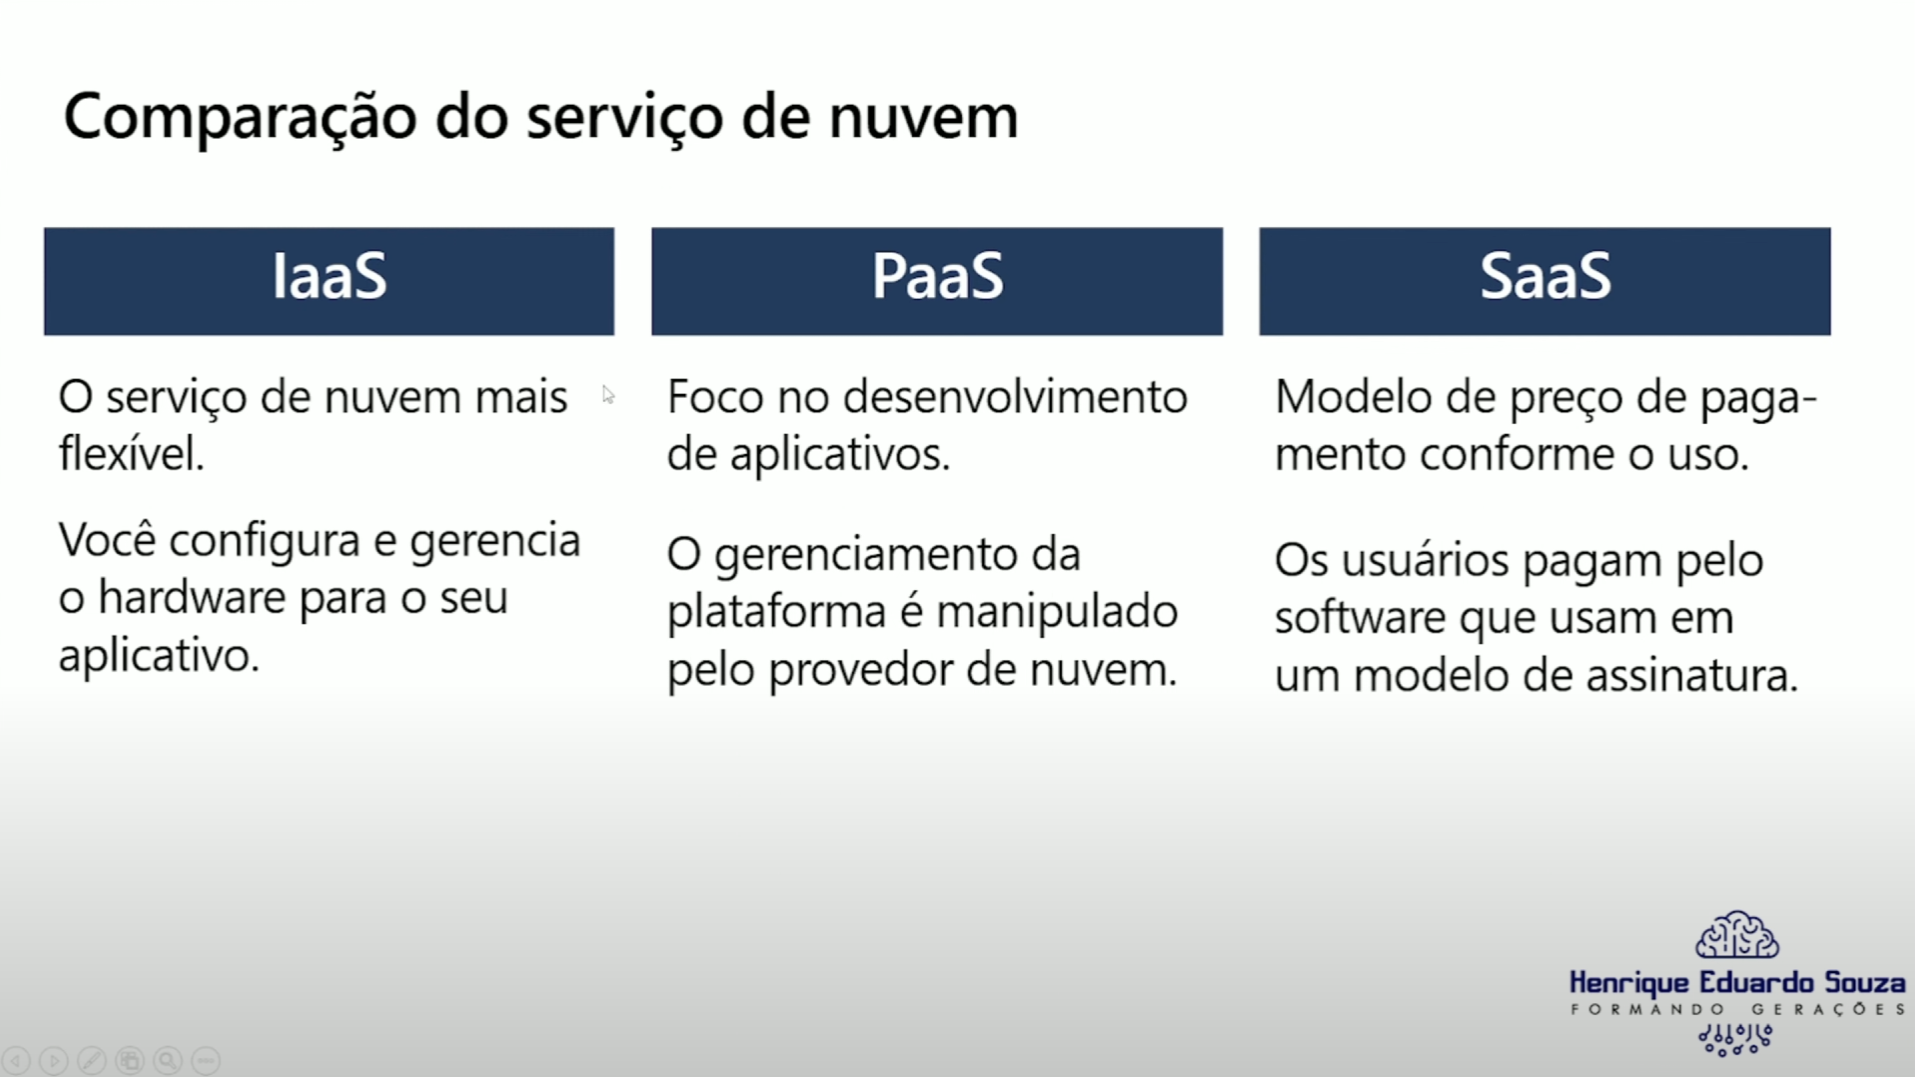 Comparação do serviço de nuvem
IaaS
O serviço de nuvem mais
flexível.
Você configura e gerencia
o hardware para o seu
aplicativo.
PaaS
Foco no desenvolvimento
de aplicativos.
O gerenciamento da
plataforma é manipulado
pelo provedor de nuvem.
SaaS
Modelo de preço de paga-
mento conforme o uso.
Os usuários pagam pelo
software que usam em
um modelo de assinatura.
Henrique Eduardo Souza
FORMANDO GERAÇÕES